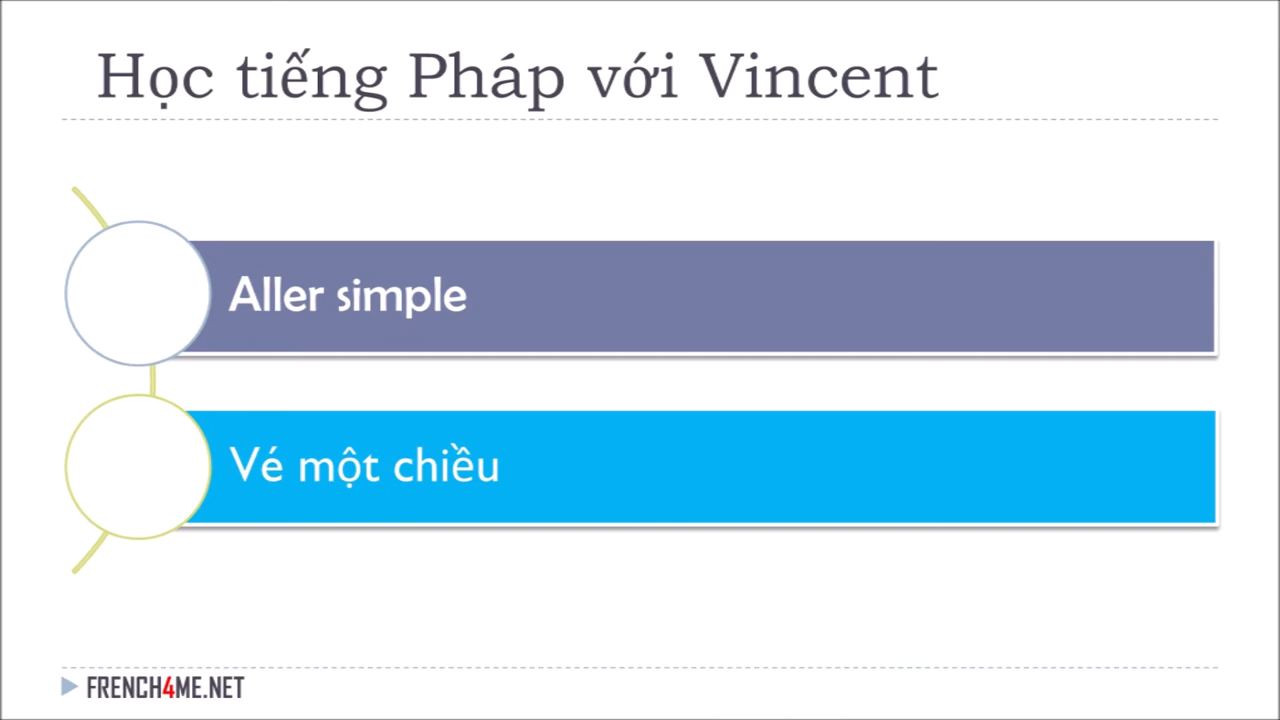 Học tiếng Pháp với Vincent
Aller simple
Vé một chiều
FRENCH4ME.NET